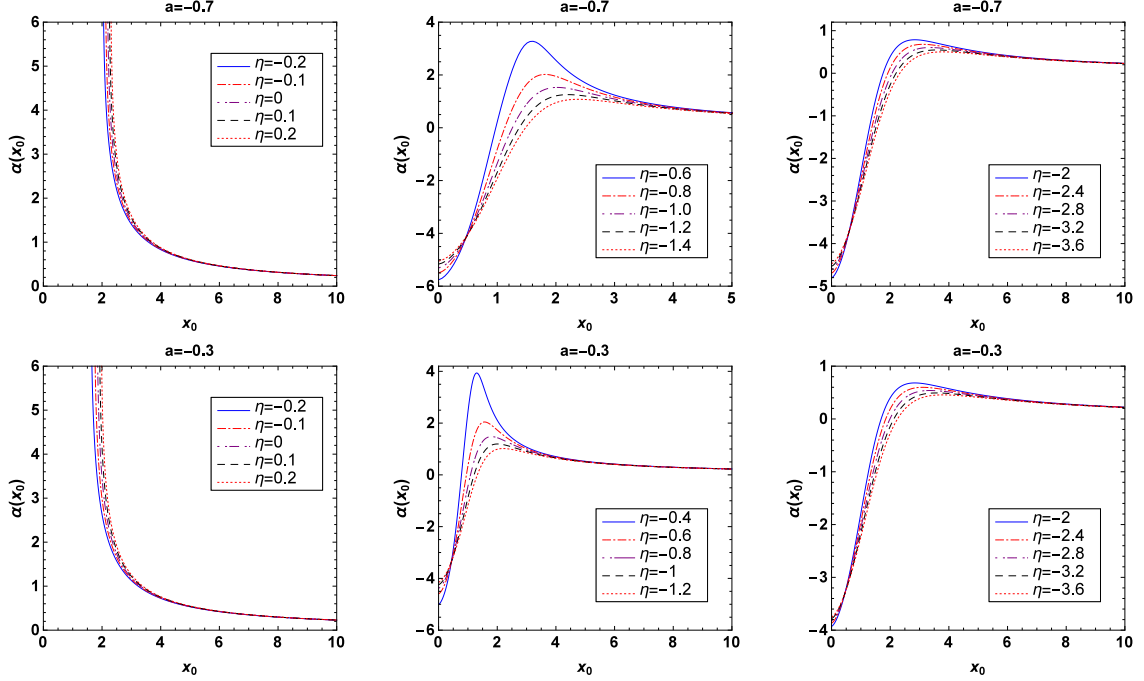 a=−0.7
6
5
4
3
2
1
0
0 2 4 6 8 10
α(x₀)
x₀
η=−0.2
η=−0.1
η=0
η=0.1
η=0.2
a=−0.7
4
2
0
−2
−4
−6
0 1 2 3 4 5
α(x₀)
x₀
η=−0.6
η=−0.8
η=−1.0
η=−1.2
η=−1.4
a=−0.7
1
0
−1
−2
−3
−4
−5
0 2 4 6 8 10
α(x₀)
x₀
η=−2
η=−2.4
η=−2.8
η=−3.2
η=−3.6
a=−0.3
6
5
4
3
2
1
0
0 2 4 6 8 10
α(x₀)
x₀
η=−0.2
η=−0.1
η=0
η=0.1
η=0.2
a=−0.3
4
2
0
−2
−4
−6
0 2 4 6 8 10
α(x₀)
x₀
η=−0.4
η=−0.6
η=−0.8
η=−1
η=−1.2
a=−0.3
1
0
−1
−2
−3
−4
0 2 4 6 8 10
α(x₀)
x₀
η=−2
η=−2.4
η=−2.8
η=−3.2
η=−3.6